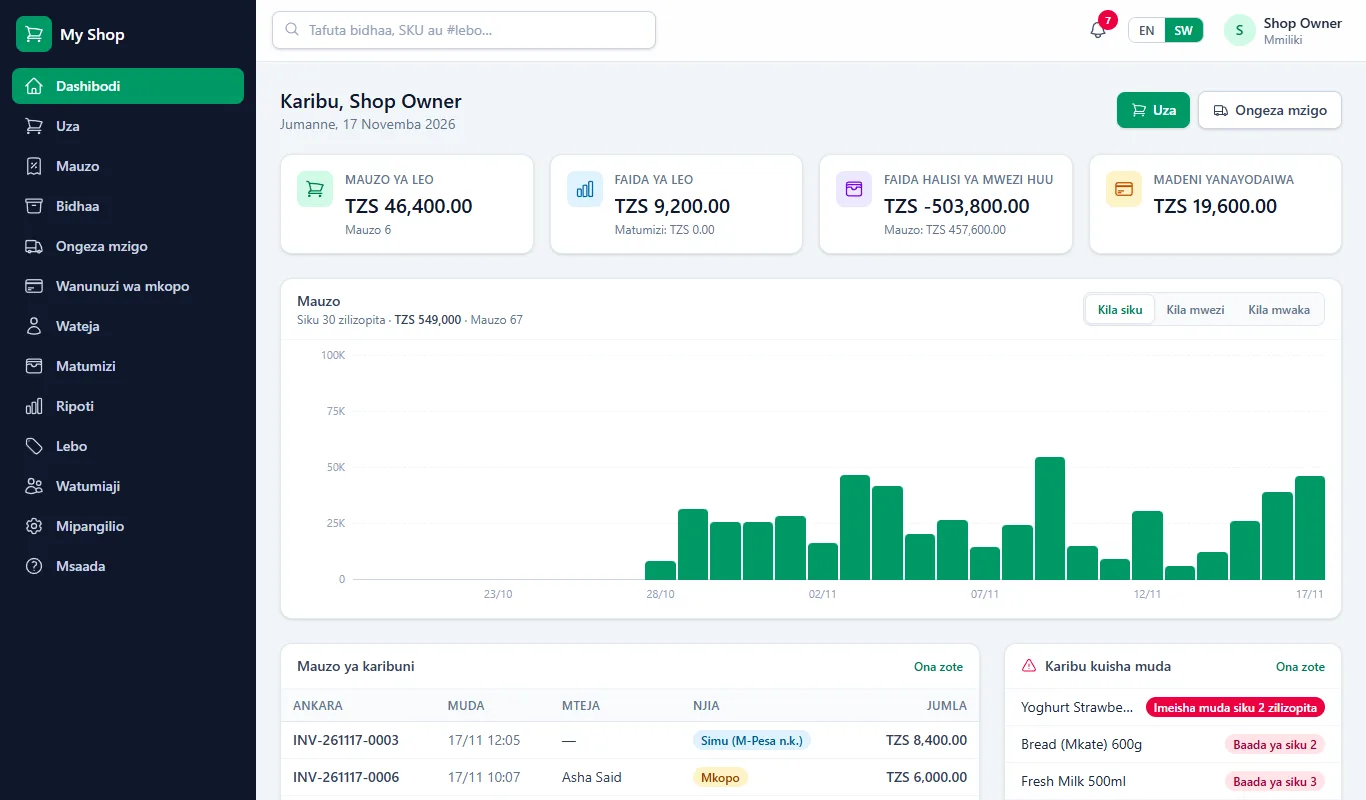 My Shop
Dashibodi
Uza
Mauzo
Bidhaa
Ongeza mzigo
Wanunuzi wa mkopo
Wateja
Matumizi
Ripoti
Lebo
Watumiaji
Mipangilio
Msaada
Tafuta bidhaa, SKU au #lebo...
7
EN SW
S
Shop Owner
Mmiliki
Karibu, Shop Owner
Jumanne, 17 Novemba 2026
Uza
Ongeza mzigo
MAUZO YA LEO
TZS 46,400.00
Mauzo 6
FAIDA YA LEO
TZS 9,200.00
Matumizi: TZS 0.00
FAIDA HALISI YA MWEZI HUU
TZS -503,800.00
Mauzo: TZS 457,600.00
MADENI YANAYODAIWA
TZS 19,600.00
Mauzo
Siku 30 zilizopita · TZS 549,000 · Mauzo 67
Kila siku Kila mwezi Kila mwaka
100K
75K
50K
25K
0
23/10 28/10 02/11 07/11 12/11 17/11
Mauzo ya karibuni Ona zote
ANKARA MUDA MTEJA NJIA JUMLA
INV-261117-0003 17/11 12:05 — Simu (M-Pesa n.k.) TZS 8,400.00
INV-261117-0006 17/11 10:07 Asha Said Mkopo TZS 6,000.00
Karibu kuisha muda Ona zote
Yoghurt Strawbe... Imeisha muda siku 2 zilizopita
Bread (Mkate) 600g Baada ya siku 2
Fresh Milk 500ml Baada ya siku 3